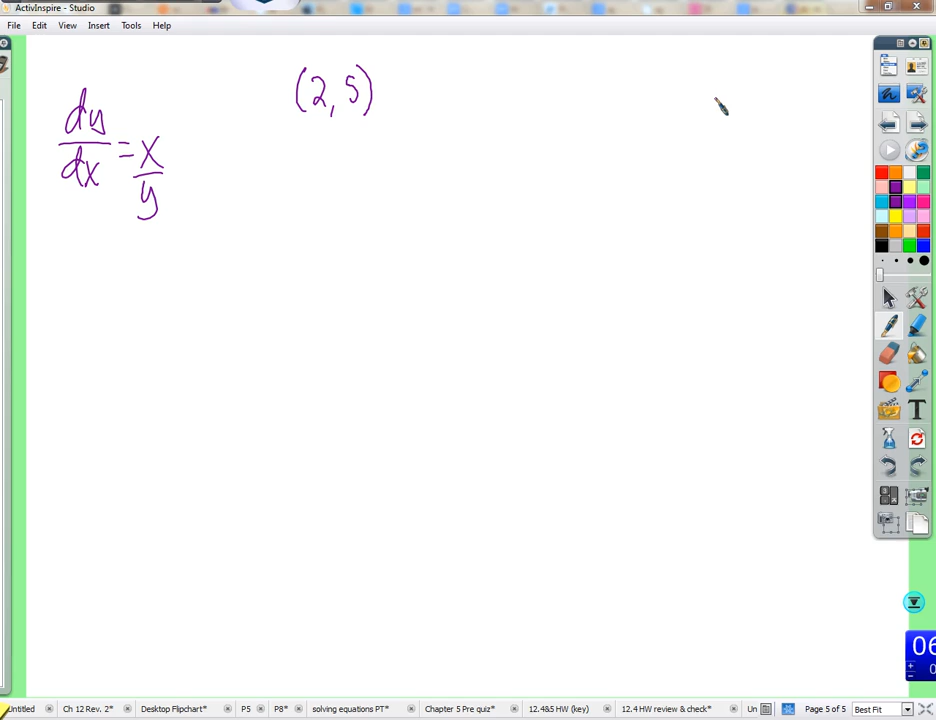 ActivInspire - Studio
File Edit View Insert Tools Help
(2, 5)
dy/dx = x/y
06
Untitled Ch 12 Rev. 2* Desktop Flipchart* P5 P8* solving equations PT* Chapter 5 Pre quiz* 12.4&5 HW (key) 12.4 HW review & check* Un Page 5 of 5 Best Fit